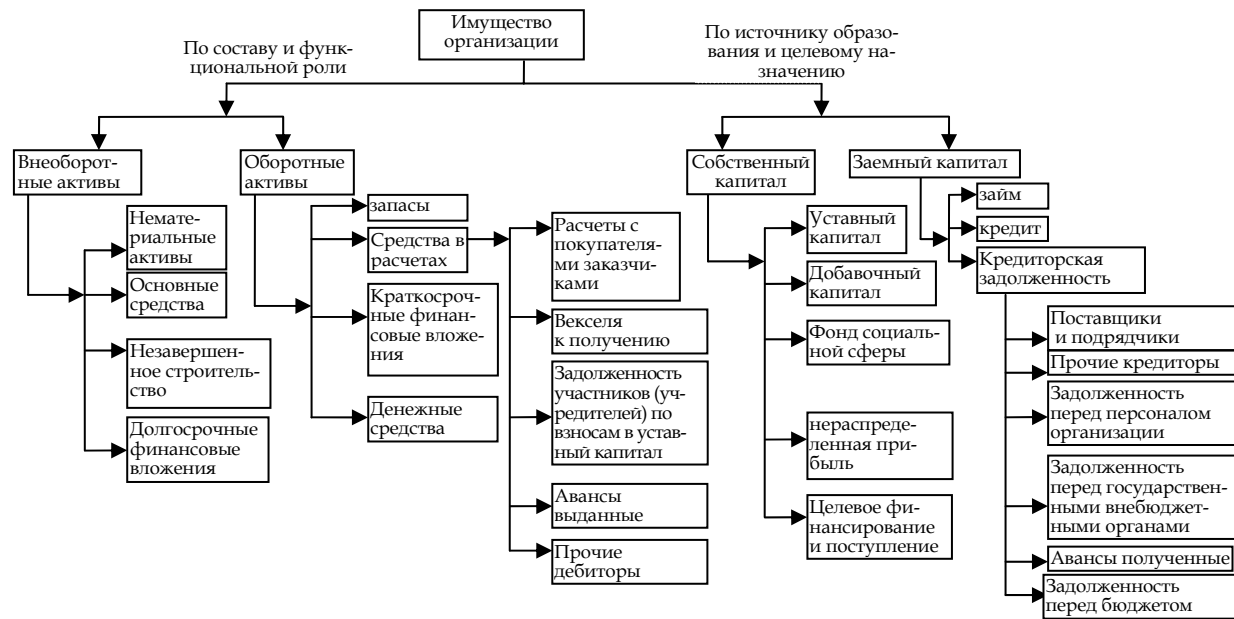 Имущество
организации
По составу и функ-
циональной роли
По источнику образо-
вания и целевому на-
значению
Внеоборот-
ные активы
Оборотные
активы
Собственный
капитал
Заемный капитал
Немате-
риальные
активы
Основные
средства
Незавершен-
ное строитель-
ство
Долгосрочные
финансовые
вложения
запасы
Средства в
расчетах
Краткосроч-
ные финан-
совые вложе-
ния
Денежные
средства
Расчеты с
покупателя-
ми заказчи-
ками
Векселя
к получению
Задолженность
участников (уч-
редителей) по
взносам в устав-
ный капитал
Авансы
выданные
Прочие
дебиторы
Уставный
капитал
Добавочный
капитал
Фонд социаль-
ной сферы
нераспреде-
ленная при-
быль
Целевое фи-
нансирование
и поступление
займ
кредит
Кредиторская
задолженность
Поставщики
и подрядчики
Прочие кредиторы
Задолженность
перед персоналом
организации
Задолженность
перед государствен-
ными внебюджет-
ными органами
Авансы полученные
Задолженность
перед бюджетом